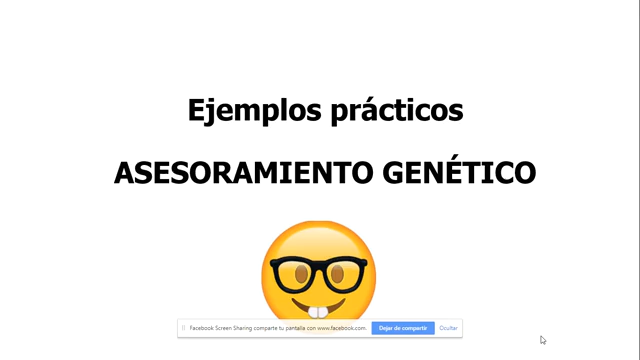 Ejemplos prácticos
ASESORAMIENTO GENÉTICO
Facebook Screen Sharing comparte tu pantalla con www.facebook.com. Dejar de compartir Ocultar